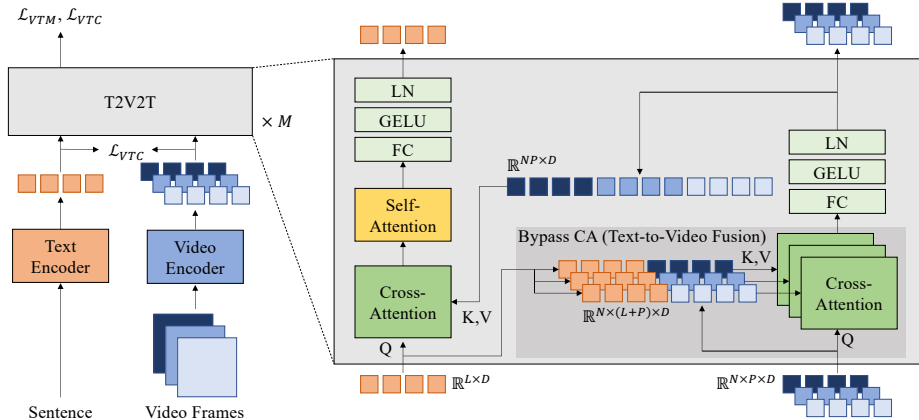 ℒ_VTM, ℒ_VTC
T2V2T
× M
ℒ_VTC
Text
Encoder
Video
Encoder
Sentence
Video Frames
LN
GELU
FC
Self-
Attention
Cross-
Attention
K,V
Q
ℝ^{L×D}
ℝ^{NP×D}
LN
GELU
FC
Bypass CA (Text-to-Video Fusion)
K,V
Cross-
Attention
ℝ^{N×(L+P)×D}
Q
ℝ^{N×P×D}